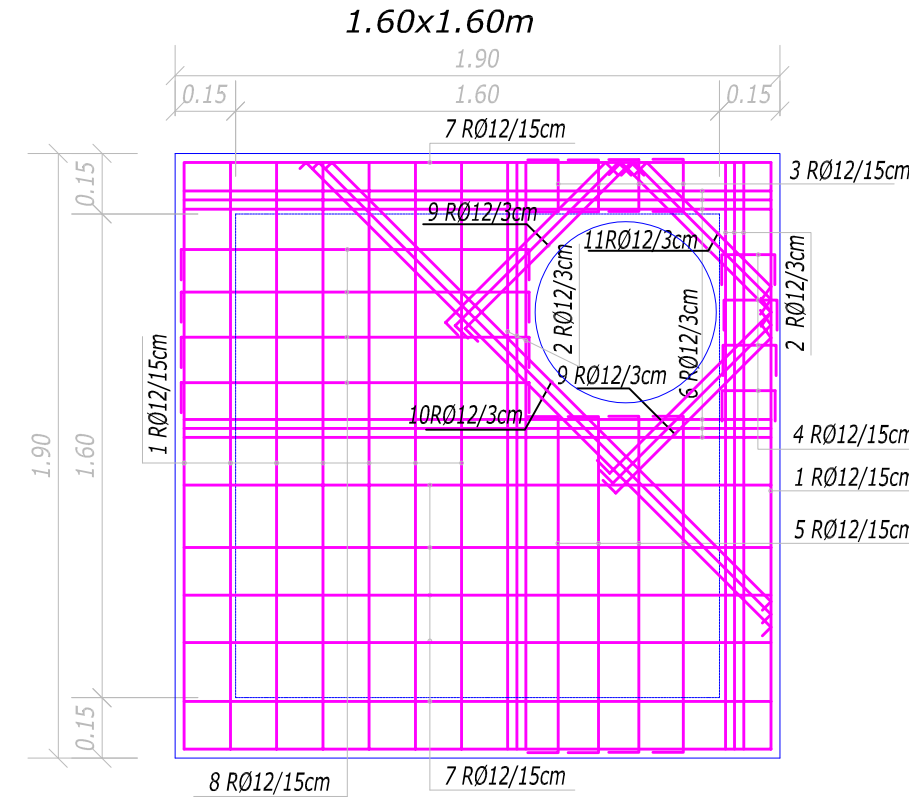 1.60x1.60m
1.90
0.15
1.60
0.15
7 RØ12/15cm
3 RØ12/15cm
0.15
9 RØ12/3cm
11RØ12/3cm
2 RØ12/3cm
2 RØ12/3cm
6 RØ12/3cm
1 RØ12/15cm
9 RØ12/3cm
10RØ12/3cm
4 RØ12/15cm
1.90
1.60
1 RØ12/15cm
5 RØ12/15cm
0.15
8 RØ12/15cm
7 RØ12/15cm